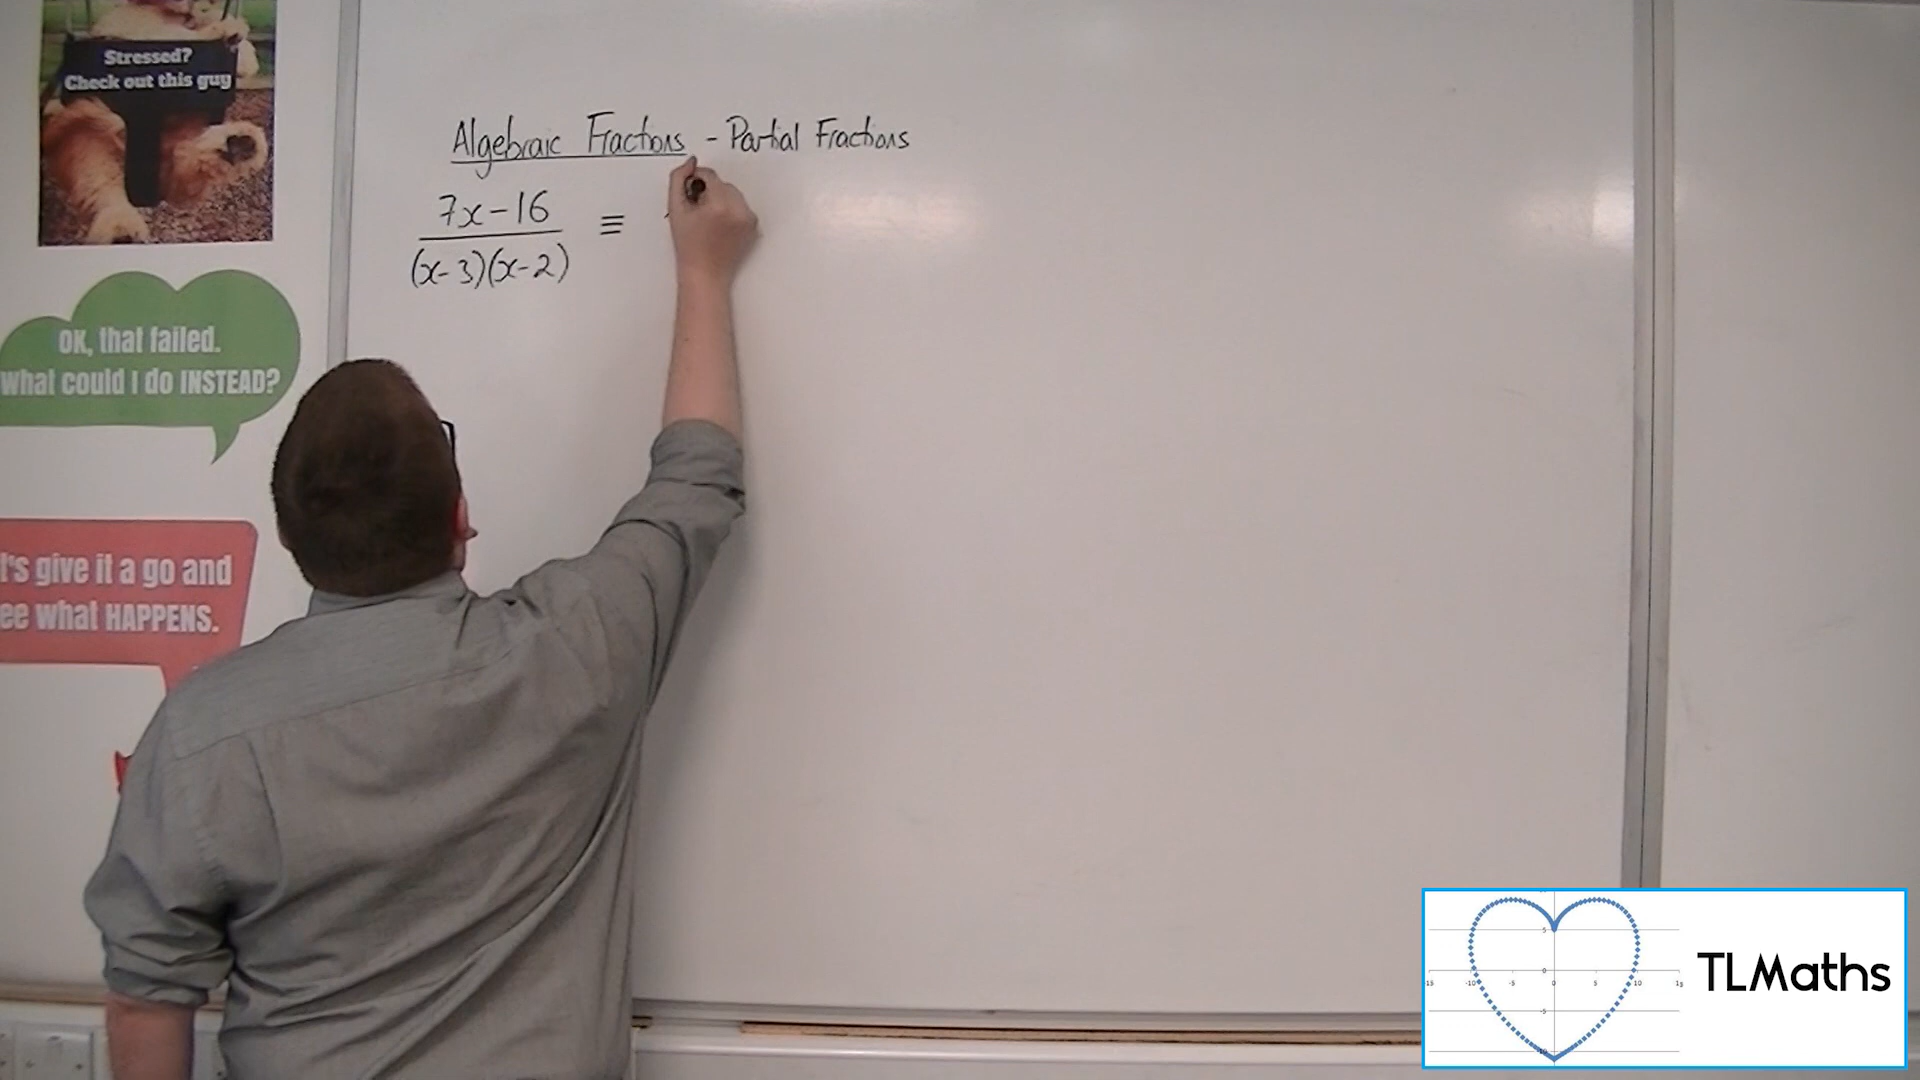 Stressed?
Check out this guy
OK, that failed.
what could I do INSTEAD?
t's give it a go and
ee what HAPPENS.
Algebraic Fractions - Partial Fractions
7x-16
(x-3)(x-2)
≡
TLMaths